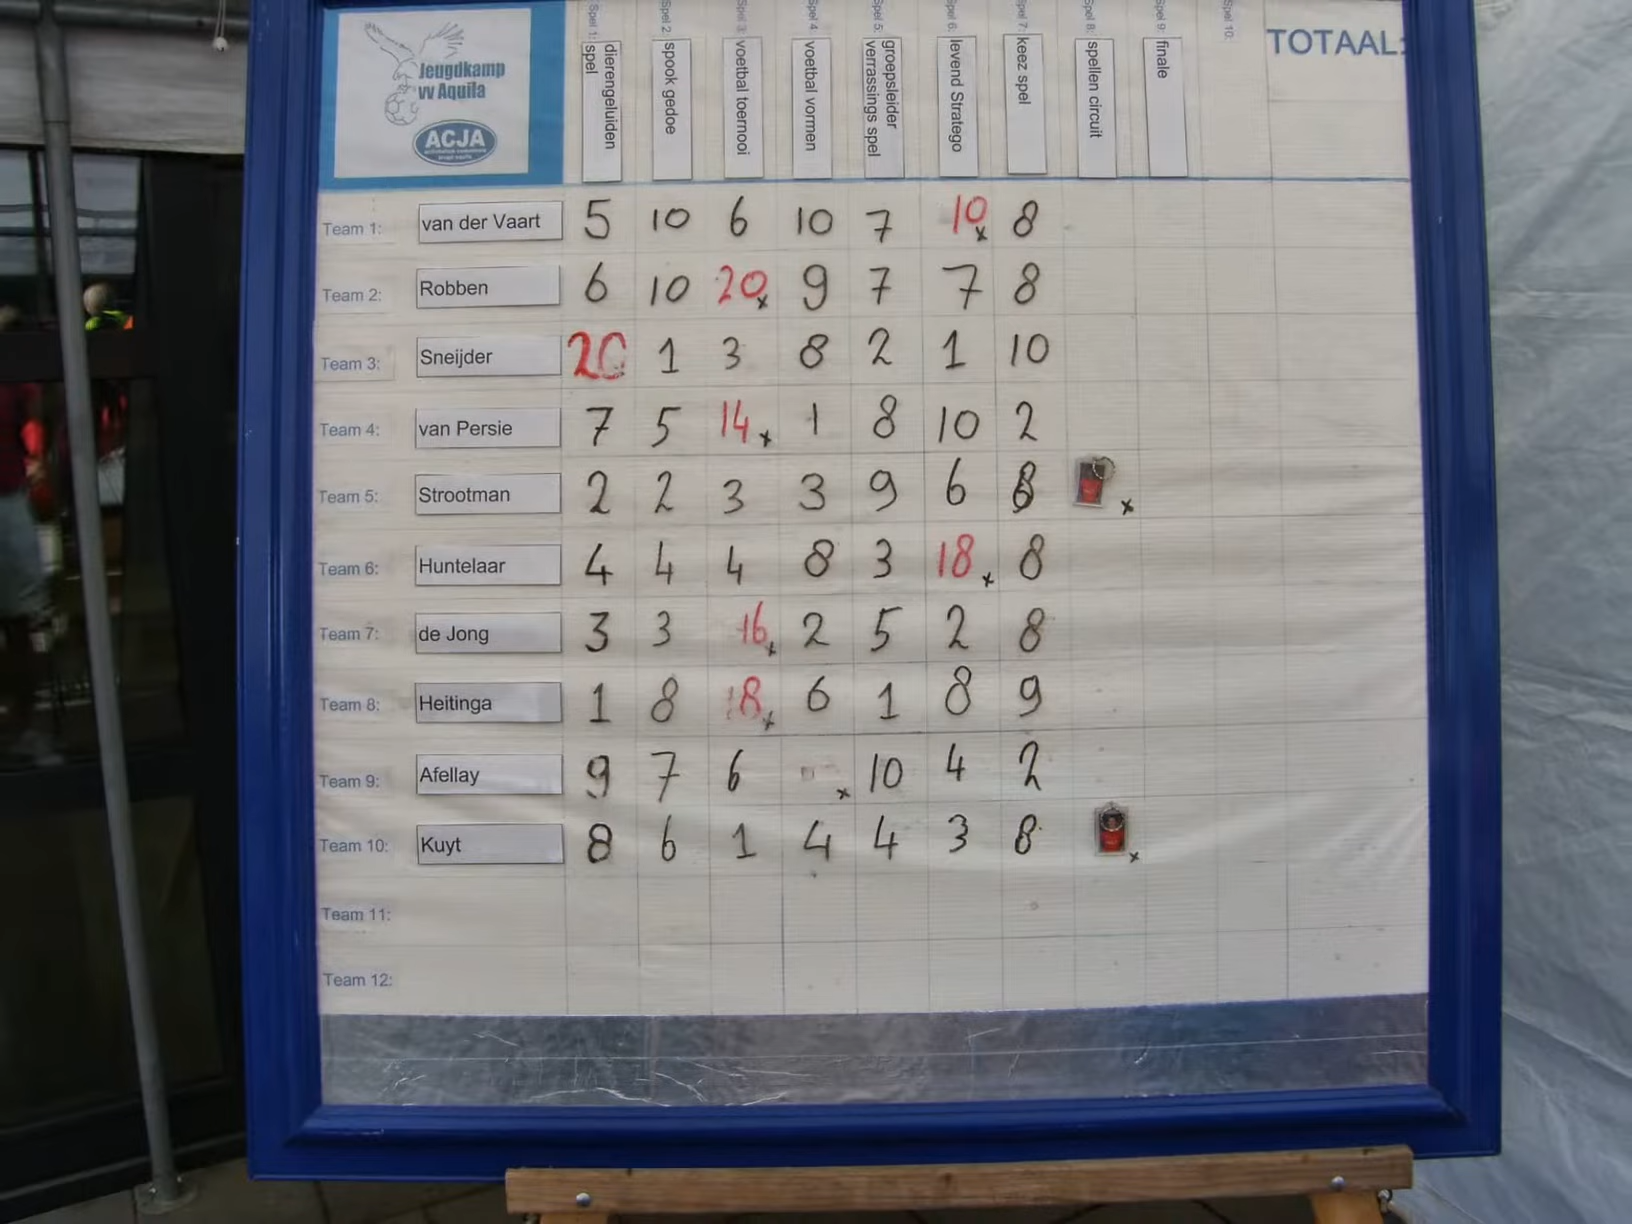 Jeugdkamp
vv Aquila
ACJA
Spel 1: dierengeluiden spel
Spel 2: spook gedoe
Spel 3: voetbal toernooi
Spel 4: voetbal vormen
Spel 5: groepsleider verrassings spel
Spel 6: levend Stratego
Spel 7: keez spel
Spel 8: spellen circuit
Spel 9: finale
Spel 10:
TOTAAL:
Team 1: van der Vaart 5 10 6 10 7 10 x 8
Team 2: Robben 6 10 20 x 9 7 7 8
Team 3: Sneijder 20 1 3 8 2 1 10
Team 4: van Persie 7 5 14 x 1 8 10 2
Team 5: Strootman 2 2 3 3 9 6 x
Team 6: Huntelaar 4 4 4 8 3 18 x 8
Team 7: de Jong 3 3 16 x 2 5 2 8
Team 8: Heitinga 1 8 18 x 6 1 8 9
Team 9: Afellay 9 7 6 x 10 4 2
Team 10: Kuyt 8 6 1 4 4 3 8 x
Team 11:
Team 12: